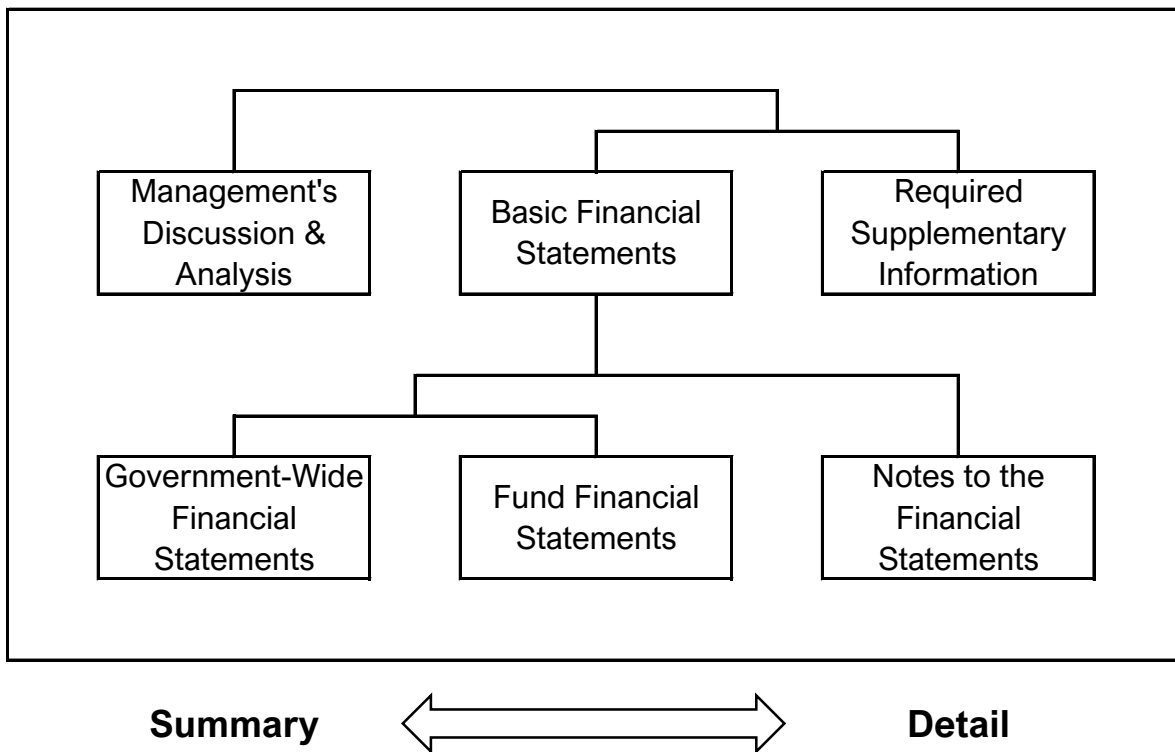 Management's
Discussion &
Analysis
Basic Financial
Statements
Required
Supplementary
Information
Government-Wide
Financial
Statements
Fund Financial
Statements
Notes to the
Financial
Statements
Summary
Detail